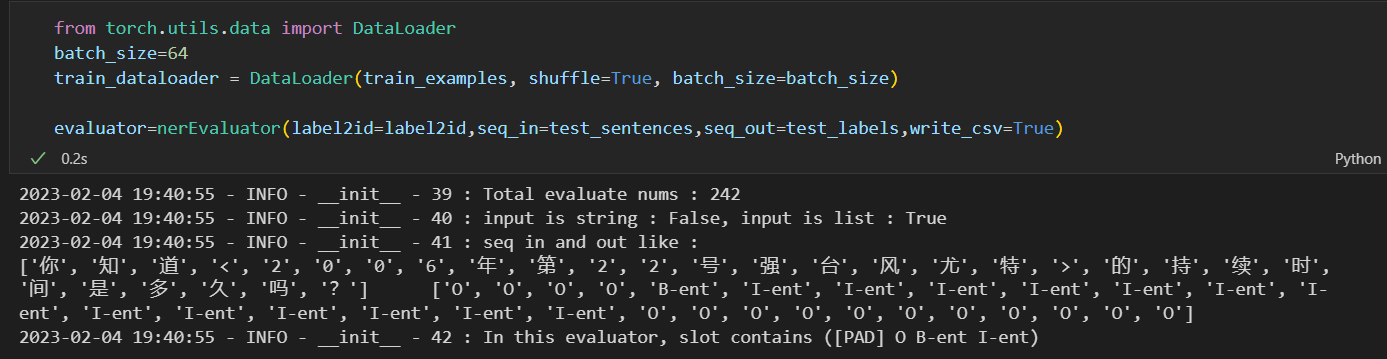 from torch.utils.data import DataLoader
batch_size=64
train_dataloader = DataLoader(train_examples, shuffle=True, batch_size=batch_size)
evaluator=nerEvaluator(label2id=label2id,seq_in=test_sentences,seq_out=test_labels,write_csv=True)
0.2s
Python
2023-02-04 19:40:55 - INFO - __init__ - 39 : Total evaluate nums : 242
2023-02-04 19:40:55 - INFO - __init__ - 40 : input is string : False, input is list : True
2023-02-04 19:40:55 - INFO - __init__ - 41 : seq in and out like :
['你', '知', '道', '<', '2', '0', '0', '6', '年', '第', '2', '2', '号', '强', '台', '风', '尤', '特', '>', '的', '持', '续', '时',
'间', '是', '多', '久', '吗', '？']      ['O', 'O', 'O', 'O', 'B-ent', 'I-ent', 'I-ent', 'I-ent', 'I-ent', 'I-ent', 'I-ent', 'I-
ent', 'I-ent', 'I-ent', 'I-ent', 'I-ent', 'I-ent', 'I-ent', 'O', 'O', 'O', 'O', 'O', 'O', 'O', 'O', 'O', 'O', 'O']
2023-02-04 19:40:55 - INFO - __init__ - 42 : In this evaluator, slot contains ([PAD] O B-ent I-ent)